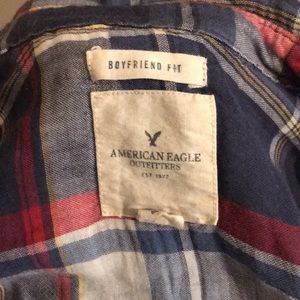 BOYFRIEND FIT
AMERICAN EAGLE
OUTFITTERS
EST. 1977